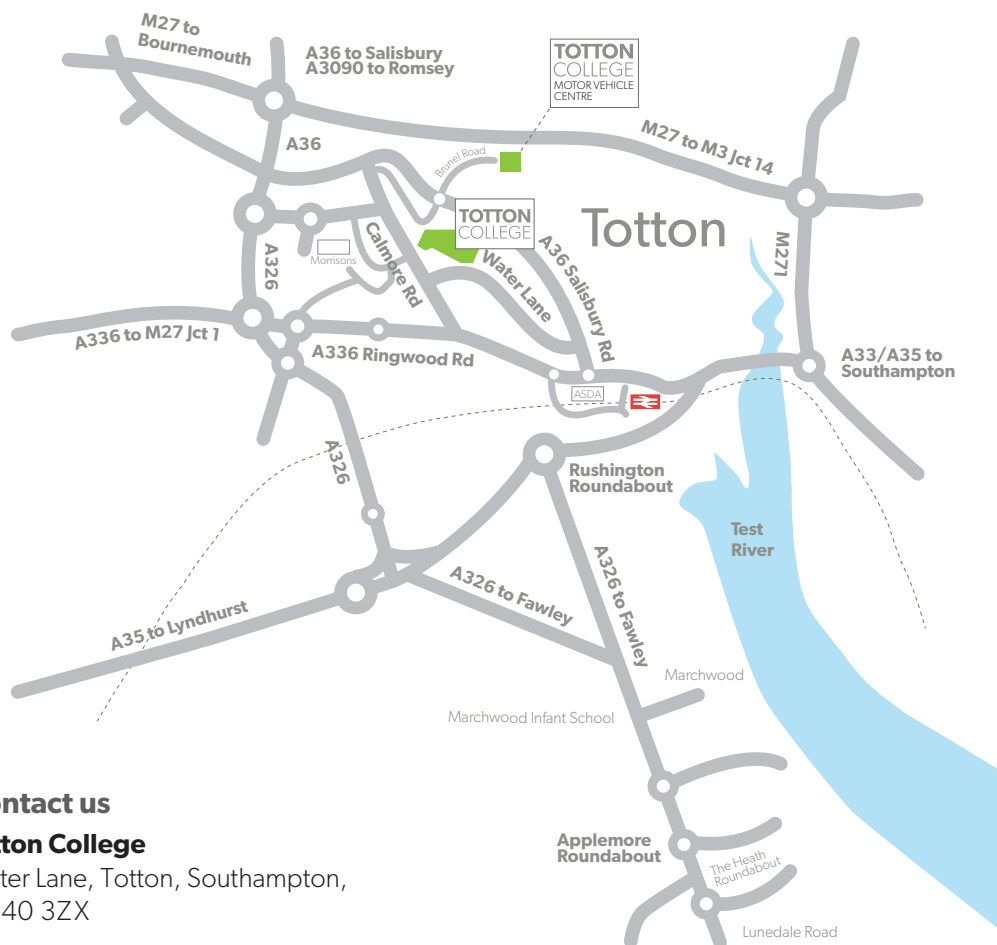 M27 to
Bournemouth
A36 to Salisbury
A3090 to Romsey
TOTTON
COLLEGE
MOTOR VEHICLE
CENTRE
A36
Brunel Road
M27 to M3 Jct 14
TOTTON
COLLEGE
Totton
Calmore Rd
Morrisons
A326
Water Lane
A36 Salisbury Rd
M271
A336 to M27 Jct 1
A336 Ringwood Rd
A33/A35 to
Southampton
ASDA
A326
Rushington
Roundabout
Test
River
A326 to Fawley
A326 to Fawley
A35 to Lyndhurst
Marchwood
Marchwood Infant School
ontact us
tton College
ter Lane, Totton, Southampton,
40 3ZX
Applemore
Roundabout
The Heath
Roundabout
Lunedale Road